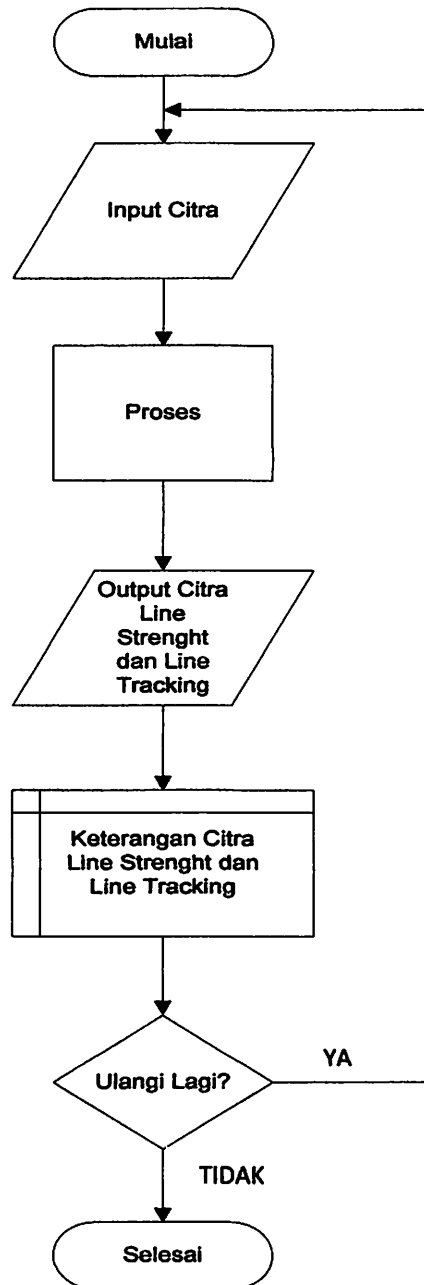 Mulai
Input Citra
Proses
Output Citra
Line
Strenght
dan Line
Tracking
Keterangan Citra
Line Strenght dan
Line Tracking
Ulangi Lagi?
YA
TIDAK
Selesai